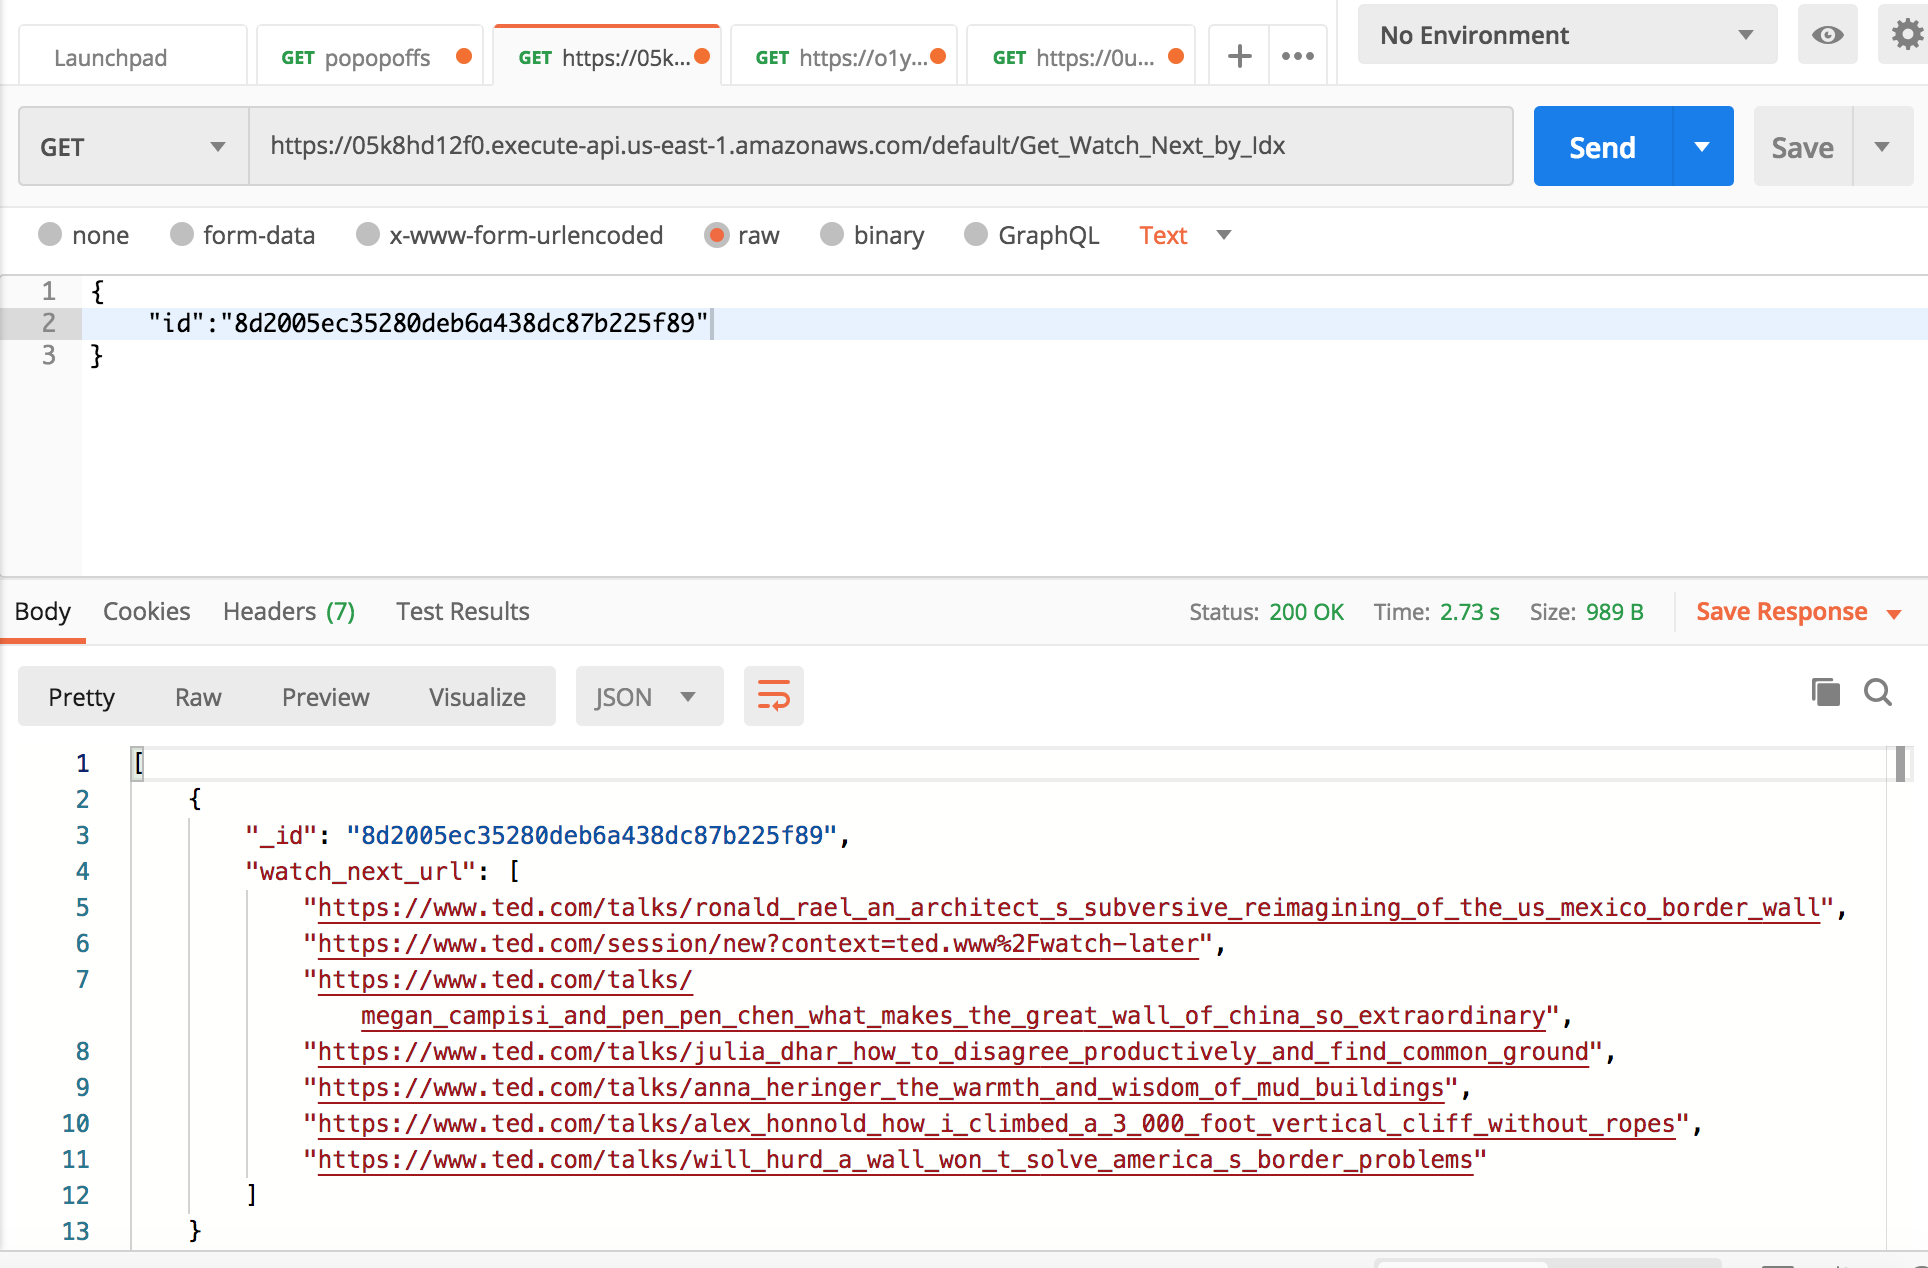 Launchpad
GET popopoffs
GET https://05k...
GET https://o1y...
GET https://0u...
No Environment
GET
https://05k8hd12f0.execute-api.us-east-1.amazonaws.com/default/Get_Watch_Next_by_Idx
Send
Save
none
form-data
x-www-form-urlencoded
raw
binary
GraphQL
Text
1 {
2 "id":"8d2005ec35280deb6a438dc87b225f89"
3 }
Body
Cookies
Headers (7)
Test Results
Status: 200 OK
Time: 2.73 s
Size: 989 B
Save Response
Pretty
Raw
Preview
Visualize
JSON
1 [
2 {
3 "_id": "8d2005ec35280deb6a438dc87b225f89",
4 "watch_next_url": [
5 "https://www.ted.com/talks/ronald_rael_an_architect_s_subversive_reimagining_of_the_us_mexico_border_wall",
6 "https://www.ted.com/session/new?context=ted.www%2Fwatch-later",
7 "https://www.ted.com/talks/
megan_campisi_and_pen_pen_chen_what_makes_the_great_wall_of_china_so_extraordinary",
8 "https://www.ted.com/talks/julia_dhar_how_to_disagree_productively_and_find_common_ground",
9 "https://www.ted.com/talks/anna_heringer_the_warmth_and_wisdom_of_mud_buildings",
10 "https://www.ted.com/talks/alex_honnold_how_i_climbed_a_3_000_foot_vertical_cliff_without_ropes",
11 "https://www.ted.com/talks/will_hurd_a_wall_won_t_solve_america_s_border_problems"
12 ]
13 }